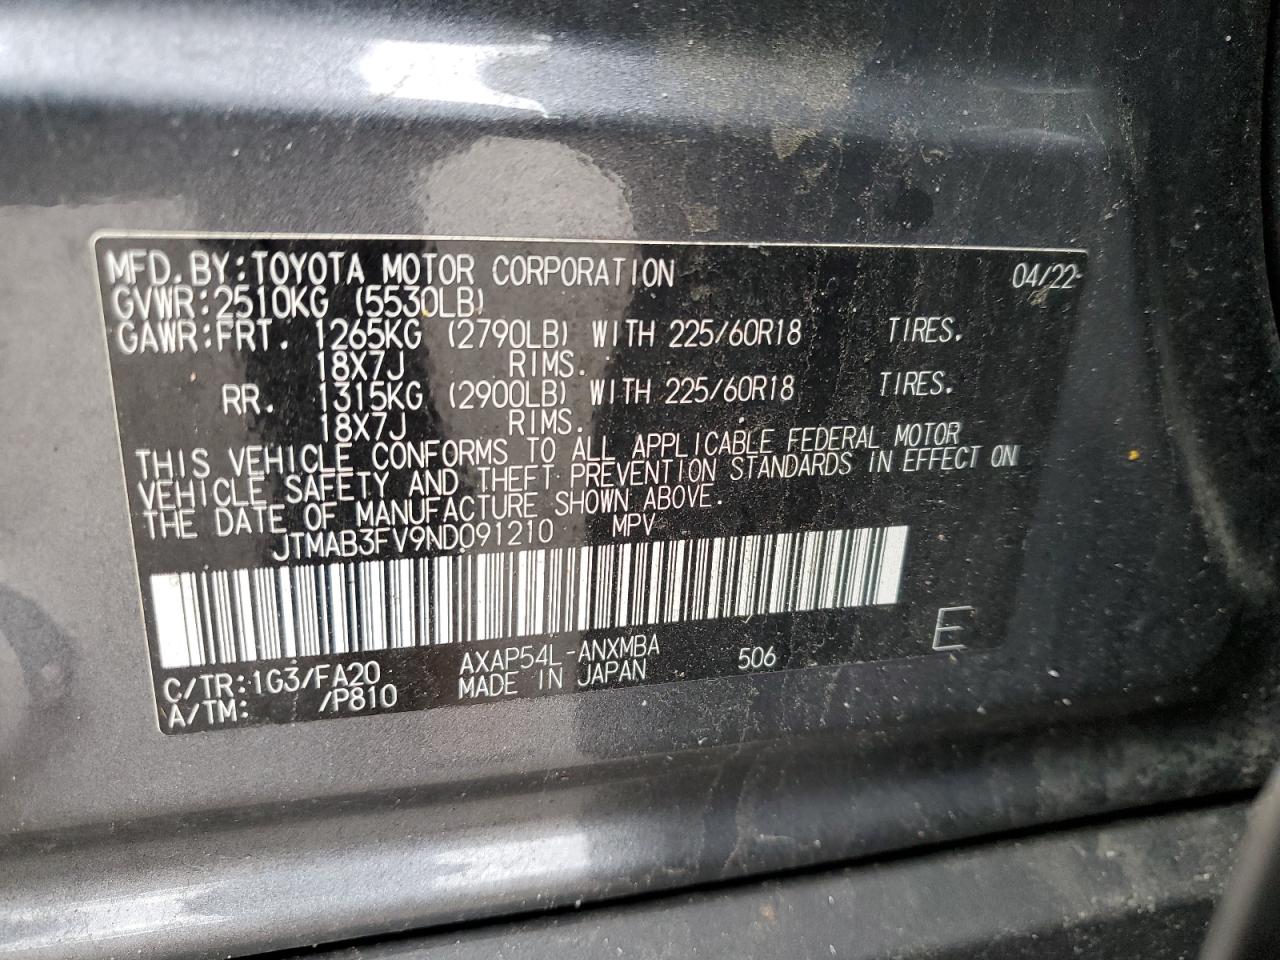 MFD. BY: TOYOTA MOTOR CORPORATION 04/22
GVWR: 2510KG (5530LB)
GAWR: FRT. 1265KG (2790LB) WITH 225/60R18 TIRES.
18X7J RIMS.
RR. 1315KG (2900LB) WITH 225/60R18 TIRES.
18X7J RIMS.
THIS VEHICLE CONFORMS TO ALL APPLICABLE FEDERAL MOTOR
VEHICLE SAFETY AND THEFT PREVENTION STANDARDS IN EFFECT ON
THE DATE OF MANUFACTURE SHOWN ABOVE.
JTMAB3FV9ND091210 MPV
C/TR: 1G3/FA20 AXAP54L-ANXMBA 506 E
A/TM: /P810 MADE IN JAPAN